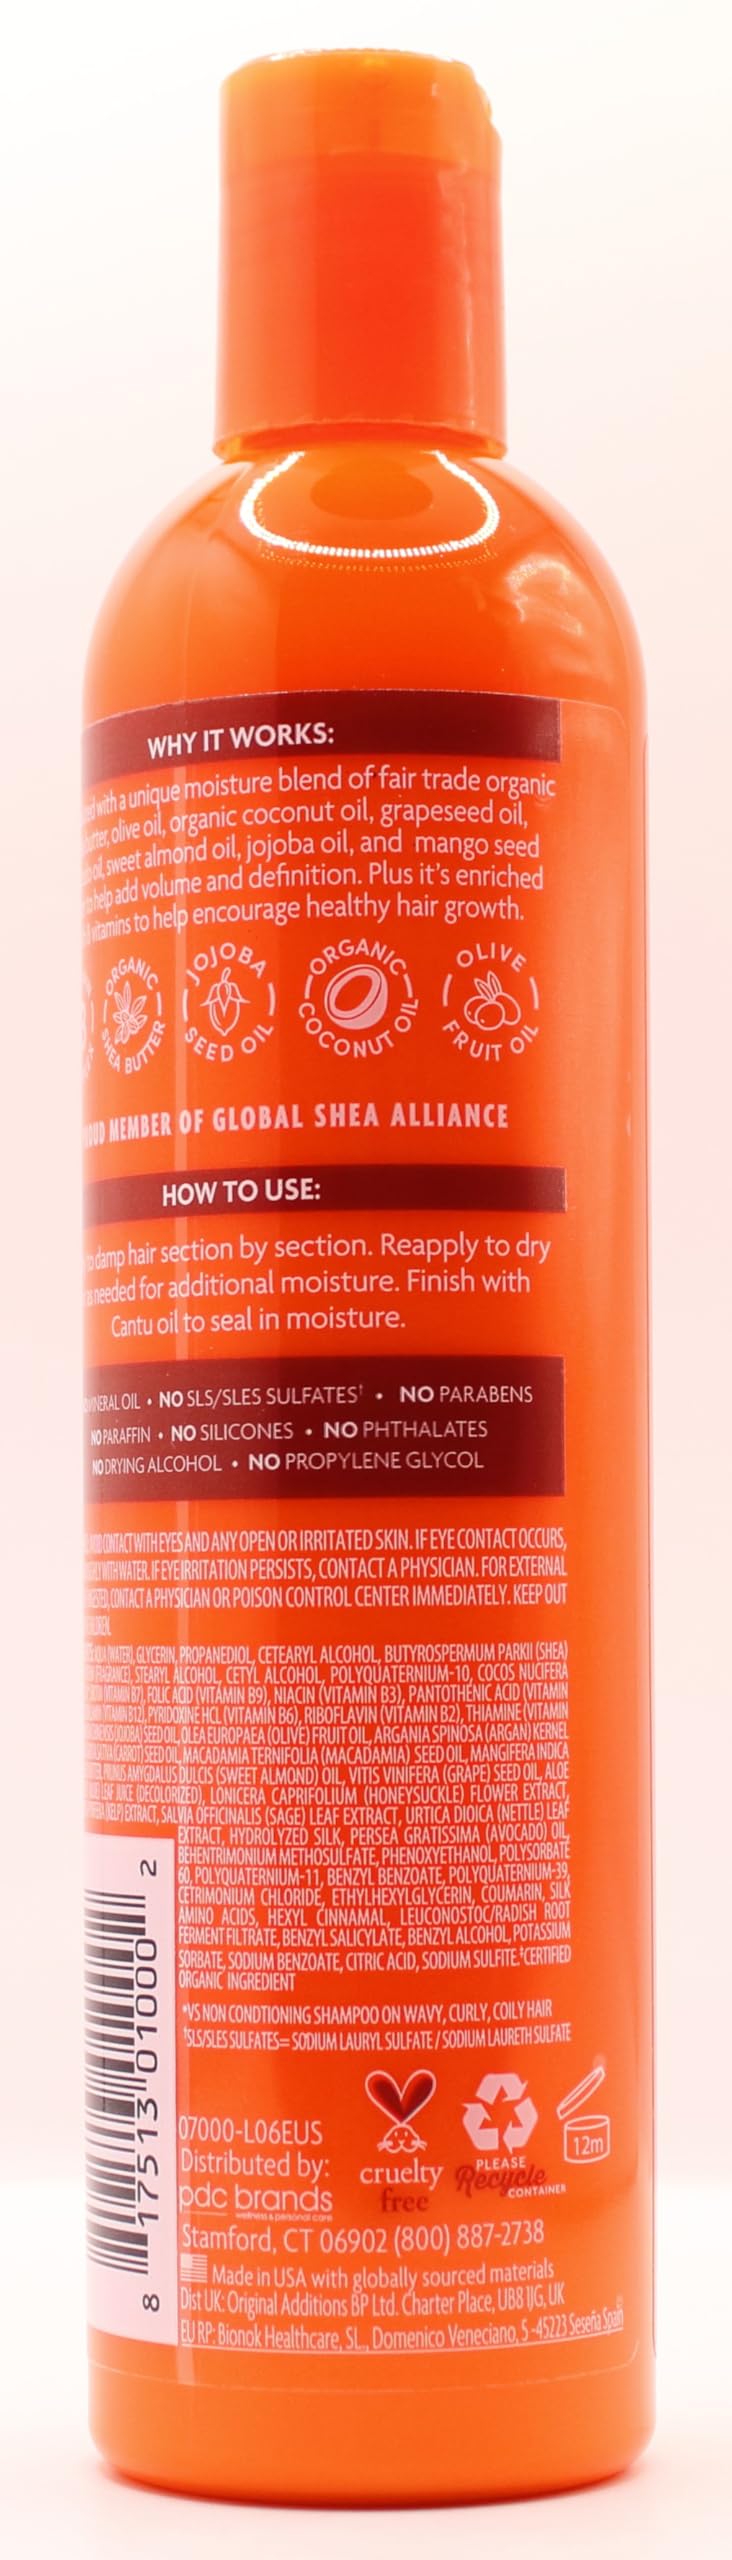 WHY IT WORKS:
with a unique moisture blend of fair trade organic
olive oil, organic coconut oil, grapeseed oil,
oil, sweet almond oil, jojoba oil, and mango seed
to help add volume and definition. Plus it's enriched
vitamins to help encourage healthy hair growth.
ORGANIC SHEA BUTTER
JOJOBA SEED OIL
ORGANIC COCONUT OIL
OLIVE FRUIT OIL
MEMBER OF GLOBAL SHEA ALLIANCE
HOW TO USE:
to damp hair section by section. Reapply to dry
as needed for additional moisture. Finish with
Cantu oil to seal in moisture.
OIL • NO SLS/SLES SULFATES† • NO PARABENS
NO PARAFFIN • NO SILICONES • NO PHTHALATES
NO DRYING ALCOHOL • NO PROPYLENE GLYCOL
AVOID CONTACT WITH EYES AND ANY OPEN OR IRRITATED SKIN. IF EYE CONTACT OCCURS,
WITH WATER. IF EYE IRRITATION PERSISTS, CONTACT A PHYSICIAN. FOR EXTERNAL
CONTACT A PHYSICIAN OR POISON CONTROL CENTER IMMEDIATELY. KEEP OUT
(WATER), GLYCERIN, PROPANEDIOL, CETEARYL ALCOHOL, BUTYROSPERMUM PARKII (SHEA)
(FRAGRANCE), STEARYL ALCOHOL, CETYL ALCOHOL, POLYQUATERNIUM-10, COCOS NUCIFERA
(VITAMIN B7), FOLIC ACID (VITAMIN B9), NIACIN (VITAMIN B3), PANTOTHENIC ACID (VITAMIN
(VITAMIN B12), PYRIDOXINE HCL (VITAMIN B6), RIBOFLAVIN (VITAMIN B2), THIAMINE (VITAMIN
(JOJOBA) SEED OIL, OLEA EUROPAEA (OLIVE) FRUIT OIL, ARGANIA SPINOSA (ARGAN) KERNEL
(CARROT) SEED OIL, MACADAMIA TERNIFOLIA (MACADAMIA) SEED OIL, MANGIFERA INDICA
PRUNUS AMYGDALUS DULCIS (SWEET ALMOND) OIL, VITIS VINIFERA (GRAPE) SEED OIL, ALOE
LEAF JUICE (DECOLORIZED), LONICERA CAPRIFOLIUM (HONEYSUCKLE) FLOWER EXTRACT,
(KELP) EXTRACT, SALVIA OFFICINALIS (SAGE) LEAF EXTRACT, URTICA DIOICA (NETTLE) LEAF
EXTRACT, HYDROLYZED SILK, PERSEA GRATISSIMA (AVOCADO) OIL,
BEHENTRIMONIUM METHOSULFATE, PHENOXYETHANOL, POLYSORBATE
60, POLYQUATERNIUM-11, BENZYL BENZOATE, POLYQUATERNIUM-39,
CETRIMONIUM CHLORIDE, ETHYLHEXYLGLYCERIN, COUMARIN, SILK
AMINO ACIDS, HEXYL CINNAMAL, LEUCONOSTOC/RADISH ROOT
FERMENT FILTRATE, BENZYL SALICYLATE, BENZYL ALCOHOL, POTASSIUM
SORBATE, SODIUM BENZOATE, CITRIC ACID, SODIUM SULFITE. ‡CERTIFIED
ORGANIC INGREDIENT
*VS NON CONDTIONING SHAMPOO ON WAVY, CURLY, COILY HAIR
†SLS/SLES SULFATES= SODIUM LAURYL SULFATE / SODIUM LAURETH SULFATE
8 17513 01000 2
07000-L06EUS
Distributed by:
pdc brands
wellness & personal care
cruelty
free
PLEASE
Recycle
CONTAINER
12m
Stamford, CT 06902 (800) 887-2738
Made in USA with globally sourced materials
Dist UK: Original Additions BP Ltd. Charter Place, UB8 1JG, UK
EU RP: Bionok Healthcare, SL., Domenico Veneciano, 5 -45223 Seseña Spain